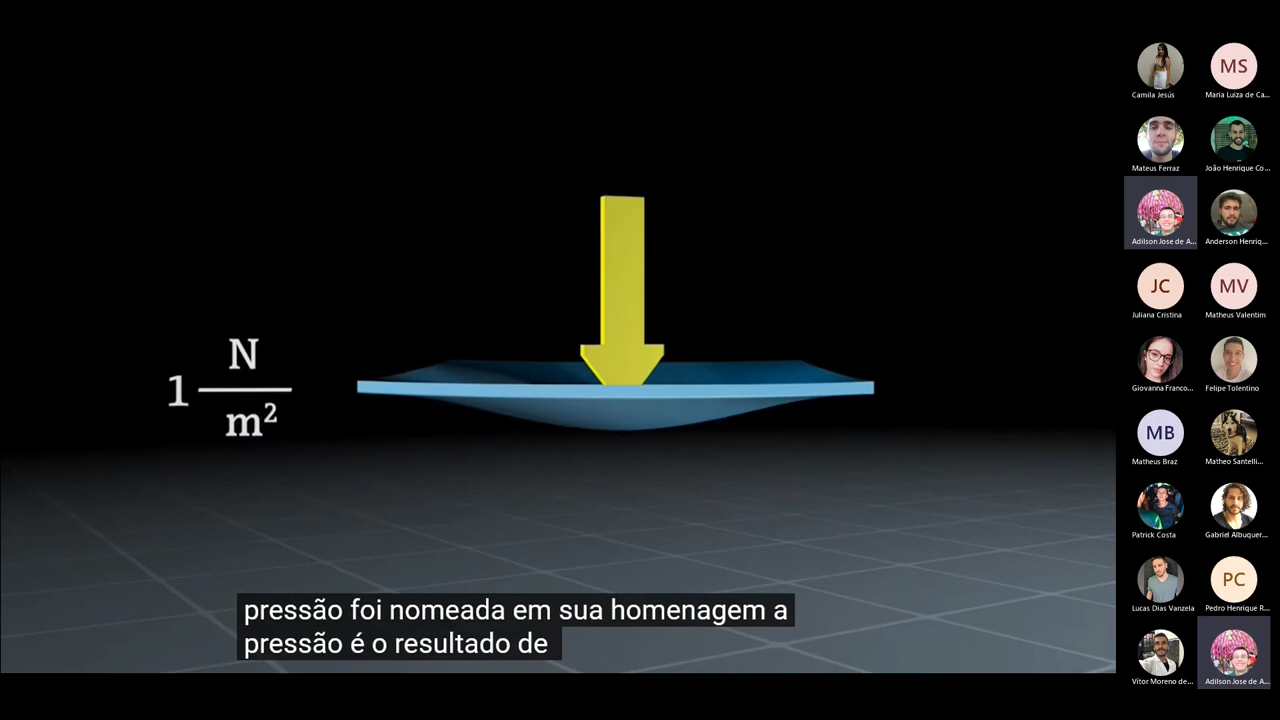 N
1
m²
pressão foi nomeada em sua homenagem a
pressão é o resultado de
Camila Jesús
MS
Maria Luiza de Ca...
Mateus Ferraz
João Henrique Co...
Adilson Jose de A...
Anderson Henriq...
JC
Juliana Cristina
MV
Matheus Valentim
Giovanna Franco...
Felipe Tolentino
MB
Matheus Braz
Matheo Santelli...
Patrick Costa
Gabriel Albuquer...
Lucas Dias Vanzela
PC
Pedro Henrique R...
Vítor Moreno de...
Adilson Jose de A...